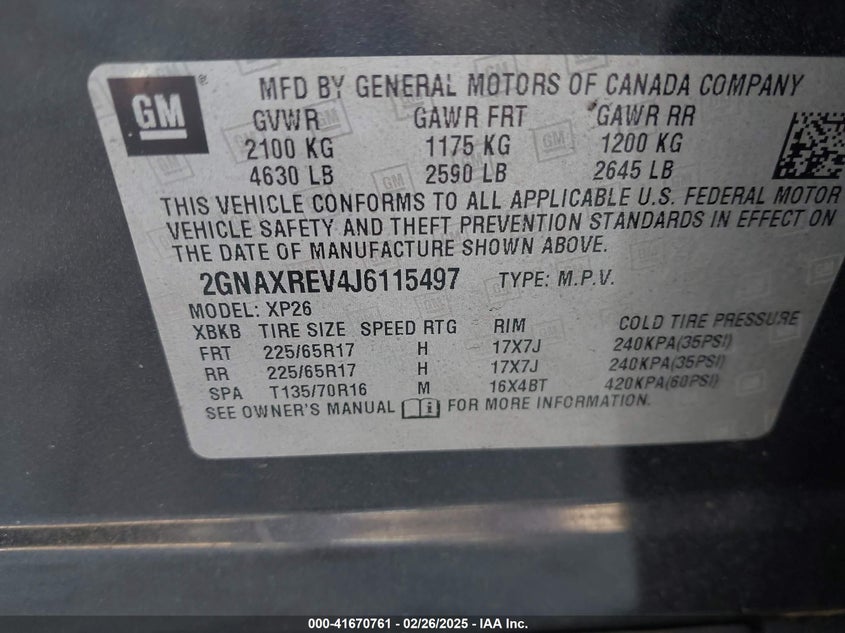 GM ® MFD BY GENERAL MOTORS OF CANADA COMPANY
GVWR GAWR FRT GAWR RR
2100 KG 1175 KG 1200 KG
4630 LB 2590 LB 2645 LB
THIS VEHICLE CONFORMS TO ALL APPLICABLE U.S. FEDERAL MOTOR
VEHICLE SAFETY AND THEFT PREVENTION STANDARDS IN EFFECT ON
THE DATE OF MANUFACTURE SHOWN ABOVE.
2GNAXREV4J6115497 TYPE: M.P.V.
MODEL: XP26
XBKB TIRE SIZE SPEED RTG RIM COLD TIRE PRESSURE
FRT 225/65R17 H 17X7J 240KPA(35PSI)
RR 225/65R17 H 17X7J 240KPA(35PSI)
SPA T135/70R16 M 16X4BT 420KPA(60PSI)
SEE OWNER'S MANUAL FOR MORE INFORMATION.
000-41670761 - 02/26/2025 - IAA Inc.